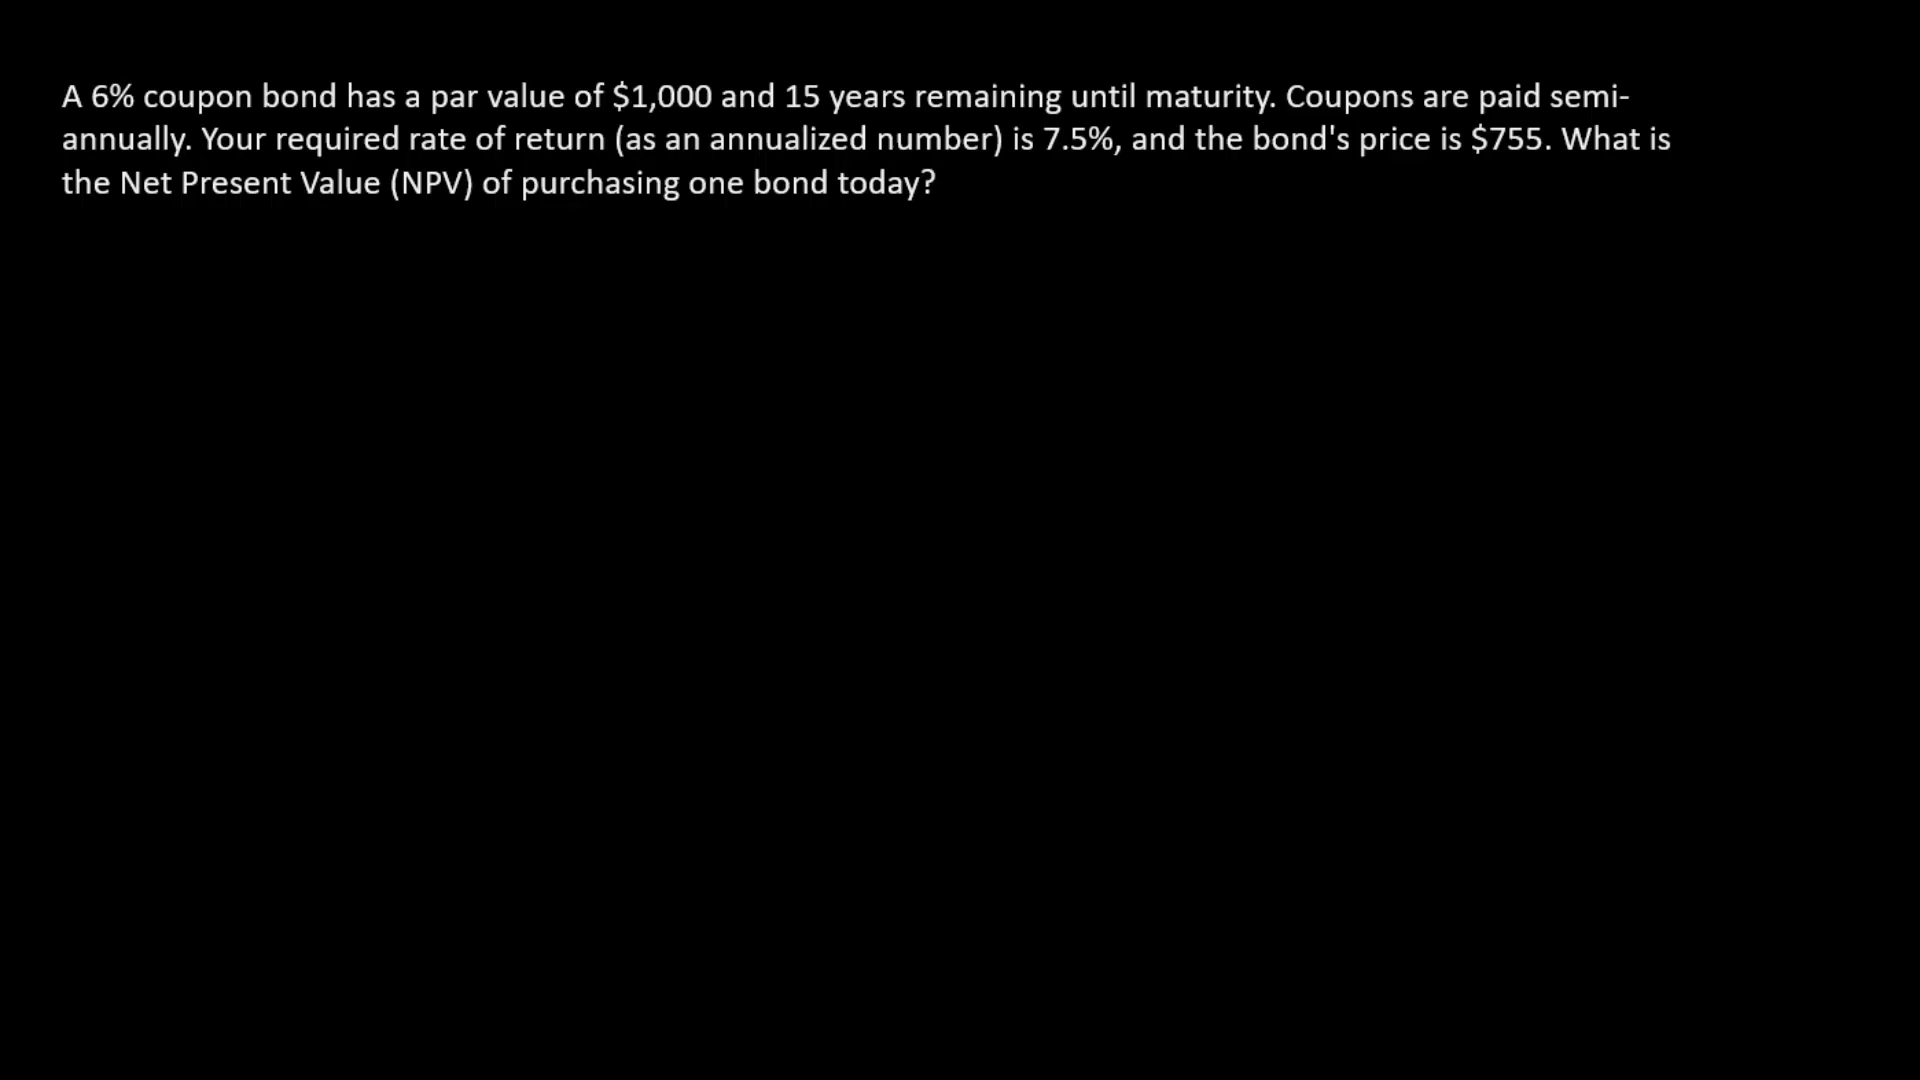 A 6% coupon bond has a par value of $1,000 and 15 years remaining until maturity. Coupons are paid semi-
annually. Your required rate of return (as an annualized number) is 7.5%, and the bond's price is $755. What is
the Net Present Value (NPV) of purchasing one bond today?